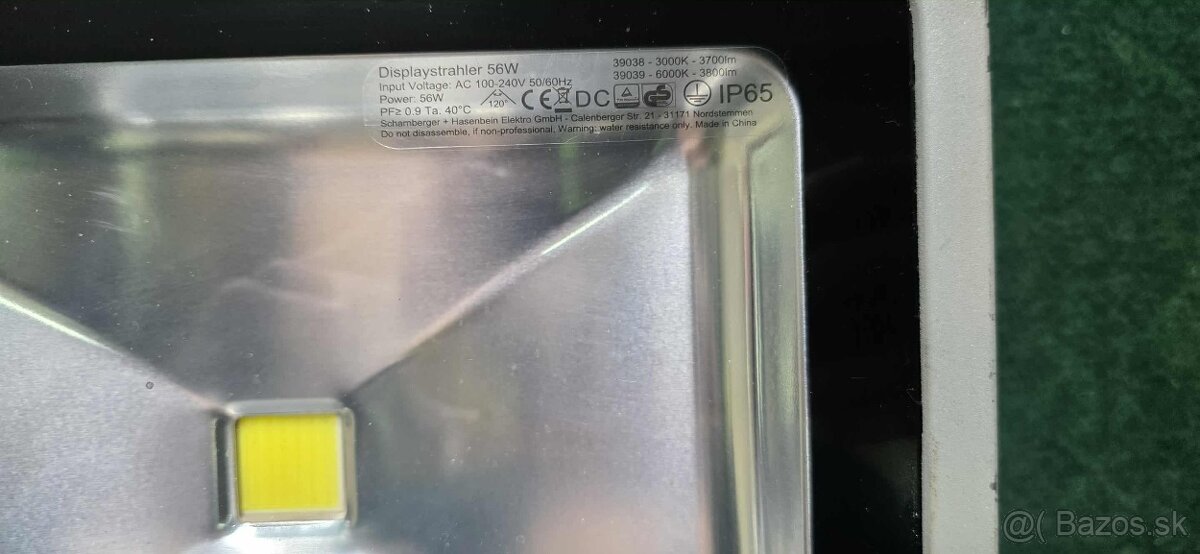 Displaystrahler 56W
39038 - 3000K - 3700lm
Input Voltage: AC 100-240V 50/60Hz
39039 - 6000K - 3800lm
Power: 56W
120° CE DC IP65
PF≥ 0.9 Ta. 40°C
Schamberger + Hasenbein Elektro GmbH - Calenberger Str. 21 - 31171 Nordstemmen
Do not disassemble, if non-professional, Warning: water resistance only. Made in China
@( Bazos.sk